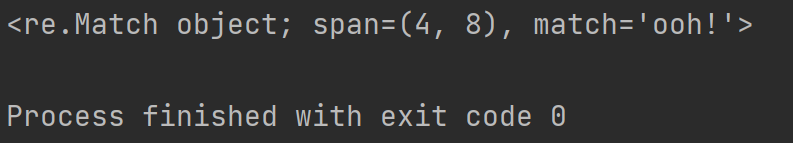 <re.Match object; span=(4, 8), match='ooh!'>
Process finished with exit code 0